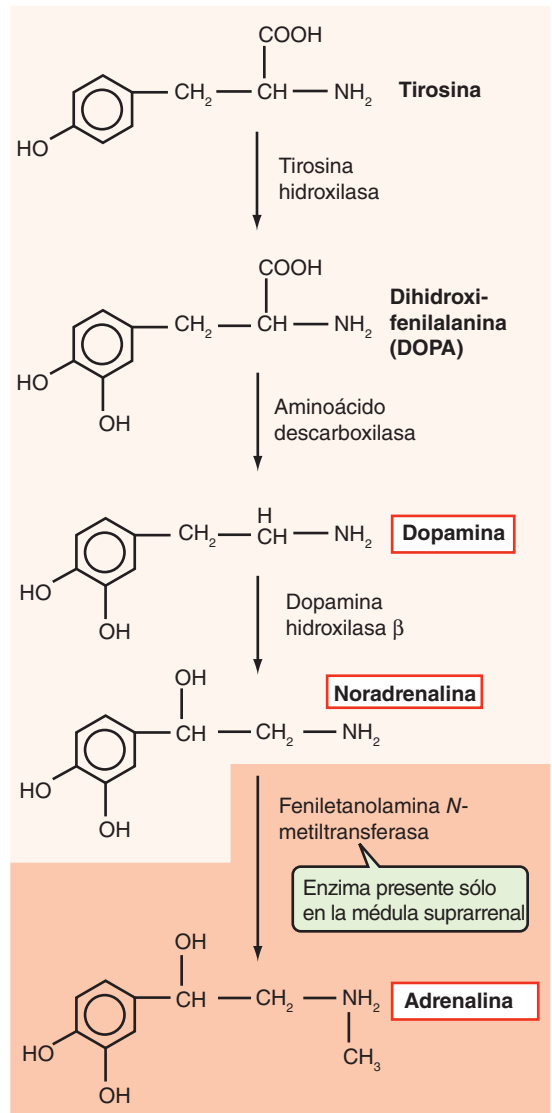 COOH
CH2 CH NH2 Tirosina
HO
Tirosina
hidroxilasa
COOH
CH2 CH NH2
Dihidroxi-
fenilalanina
(DOPA)
HO
OH
Aminoácido
descarboxilasa
H
CH2 CH NH2 Dopamina
HO
OH
Dopamina
hidroxilasa β
OH
Noradrenalina
CH CH2 NH2
HO
OH
Feniletanolamina N-
metiltransferasa
Enzima presente sólo
en la médula suprarrenal
OH
CH CH2 NH2 Adrenalina
HO
CH3
OH